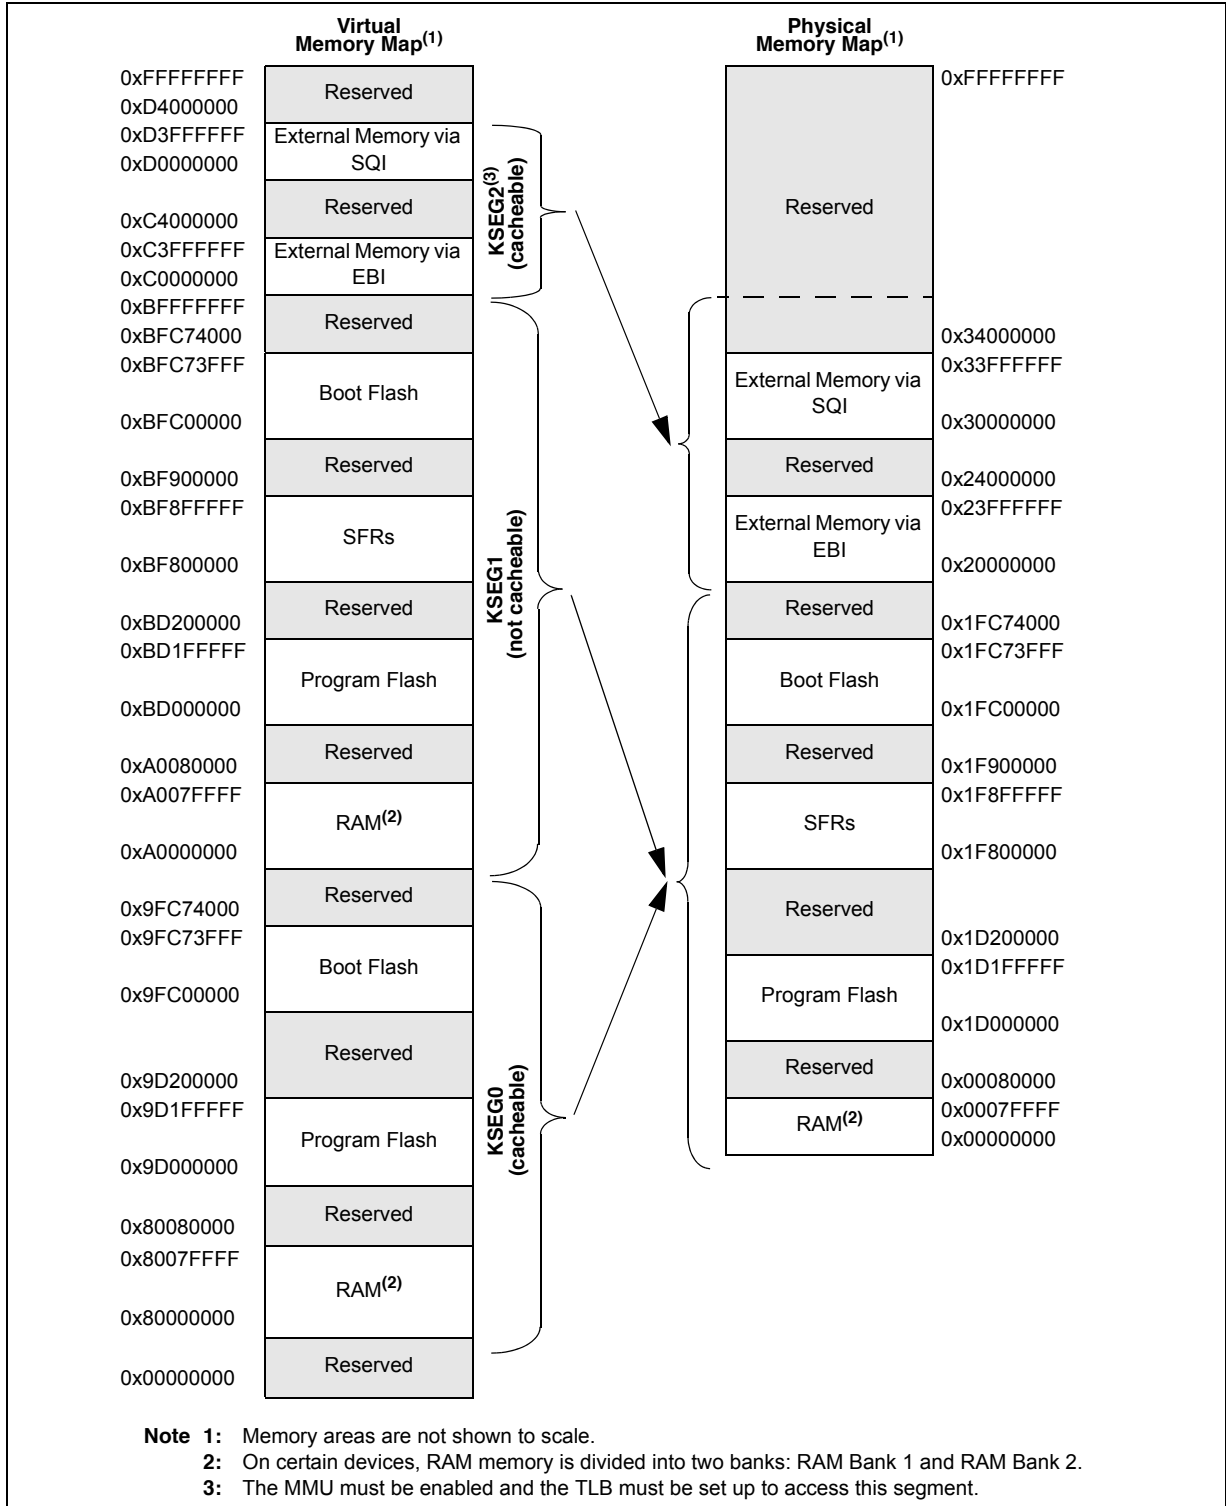 Virtual
Memory Map(1)
Physical
Memory Map(1)
0xFFFFFFFF
Reserved
0xD4000000
0xD3FFFFFF
External Memory via
SQI
0xD0000000
Reserved
0xC4000000
0xC3FFFFFF
External Memory via
EBI
0xC0000000
0xBFFFFFFF
Reserved
0xBFC74000
0xBFC73FFF
Boot Flash
0xBFC00000
Reserved
0xBF900000
0xBF8FFFFF
SFRs
0xBF800000
Reserved
0xBD200000
0xBD1FFFFF
Program Flash
0xBD000000
Reserved
0xA0080000
0xA007FFFF
RAM(2)
0xA0000000
Reserved
0x9FC74000
0x9FC73FFF
Boot Flash
0x9FC00000
Reserved
0x9D200000
0x9D1FFFFF
Program Flash
0x9D000000
Reserved
0x80080000
0x8007FFFF
RAM(2)
0x80000000
Reserved
0x00000000
KSEG2(3)
(cacheable)
KSEG1
(not cacheable)
KSEG0
(cacheable)
0xFFFFFFFF
Reserved
0x34000000
0x33FFFFFF
External Memory via
SQI
0x30000000
Reserved
0x24000000
0x23FFFFFF
External Memory via
EBI
0x20000000
Reserved
0x1FC74000
0x1FC73FFF
Boot Flash
0x1FC00000
Reserved
0x1F900000
0x1F8FFFFF
SFRs
0x1F800000
Reserved
0x1D200000
0x1D1FFFFF
Program Flash
0x1D000000
Reserved
0x00080000
0x0007FFFF
RAM(2)
0x00000000
Note 1: Memory areas are not shown to scale.
2: On certain devices, RAM memory is divided into two banks: RAM Bank 1 and RAM Bank 2.
3: The MMU must be enabled and the TLB must be set up to access this segment.